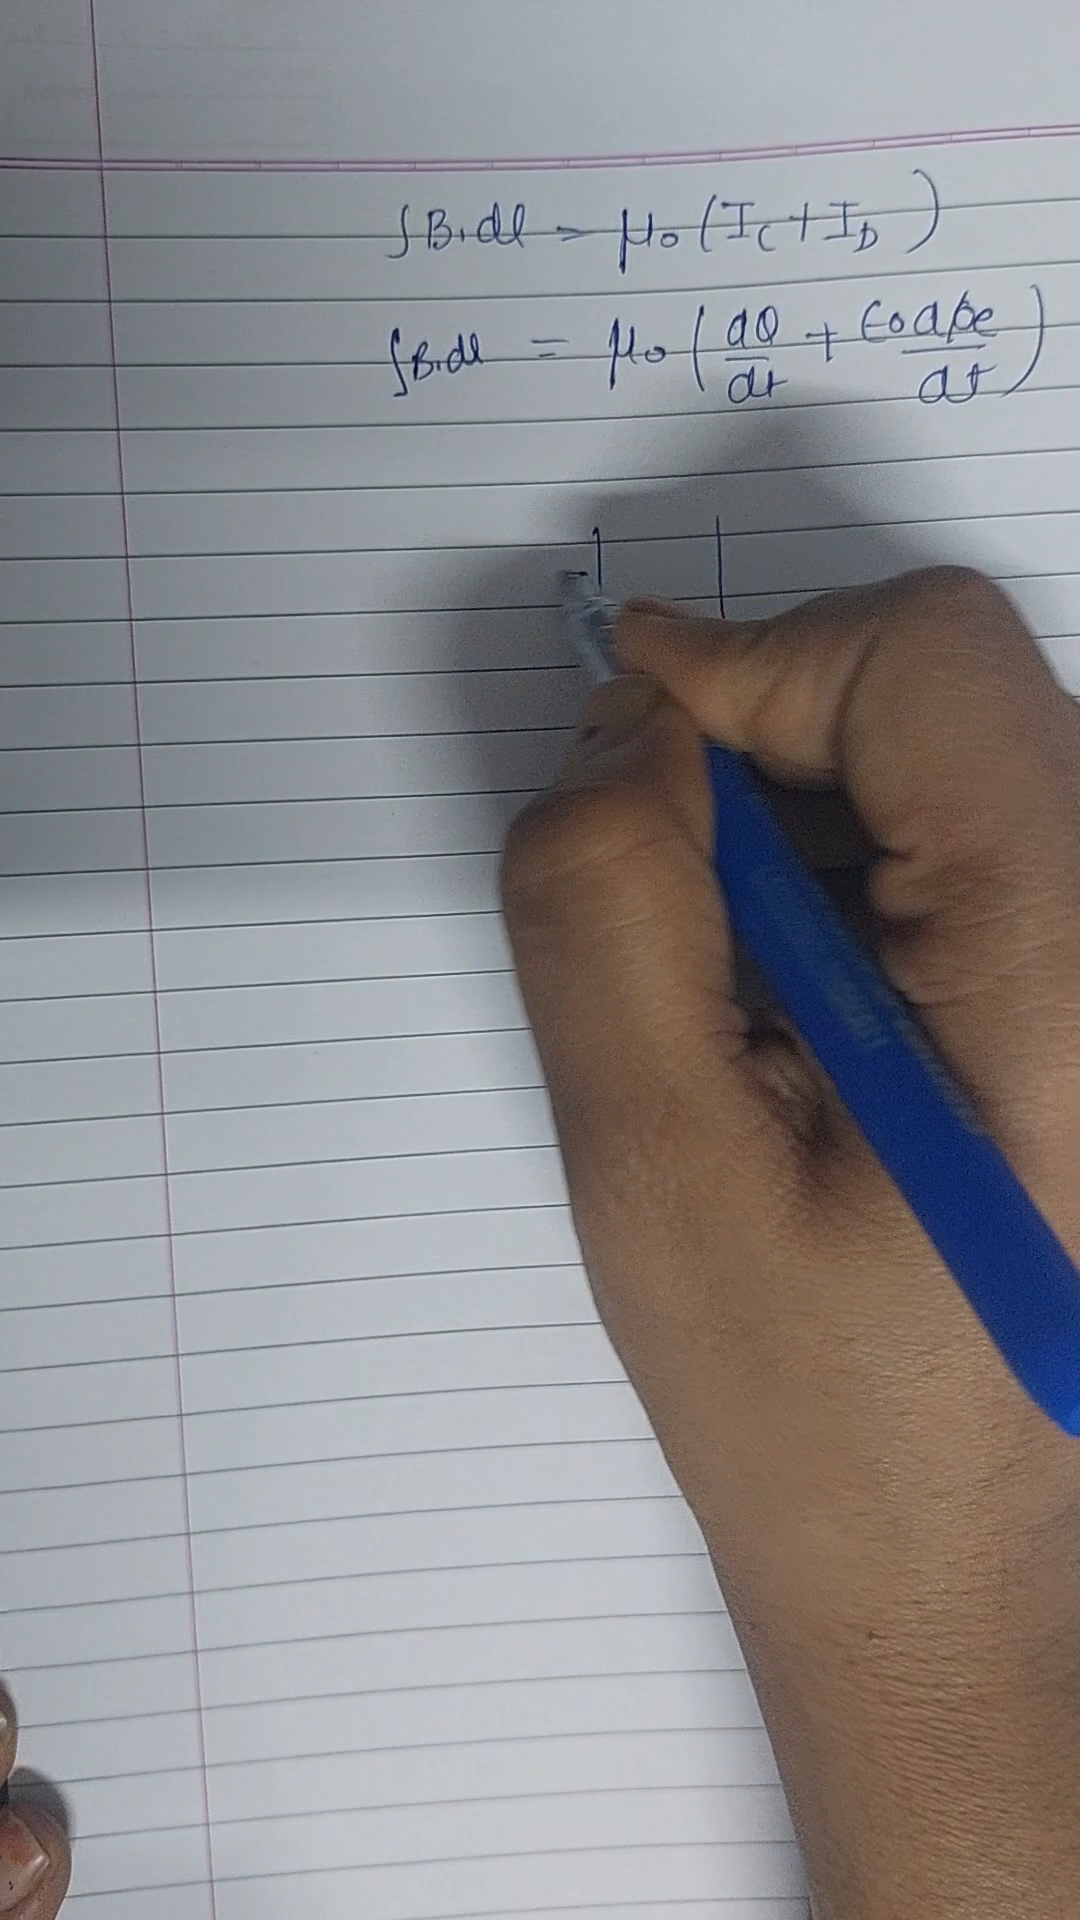 ∫B.dl = μ₀(I_C + I_D)
∫B.dl = μ₀(dQ/dt + ε₀dϕe/dt)